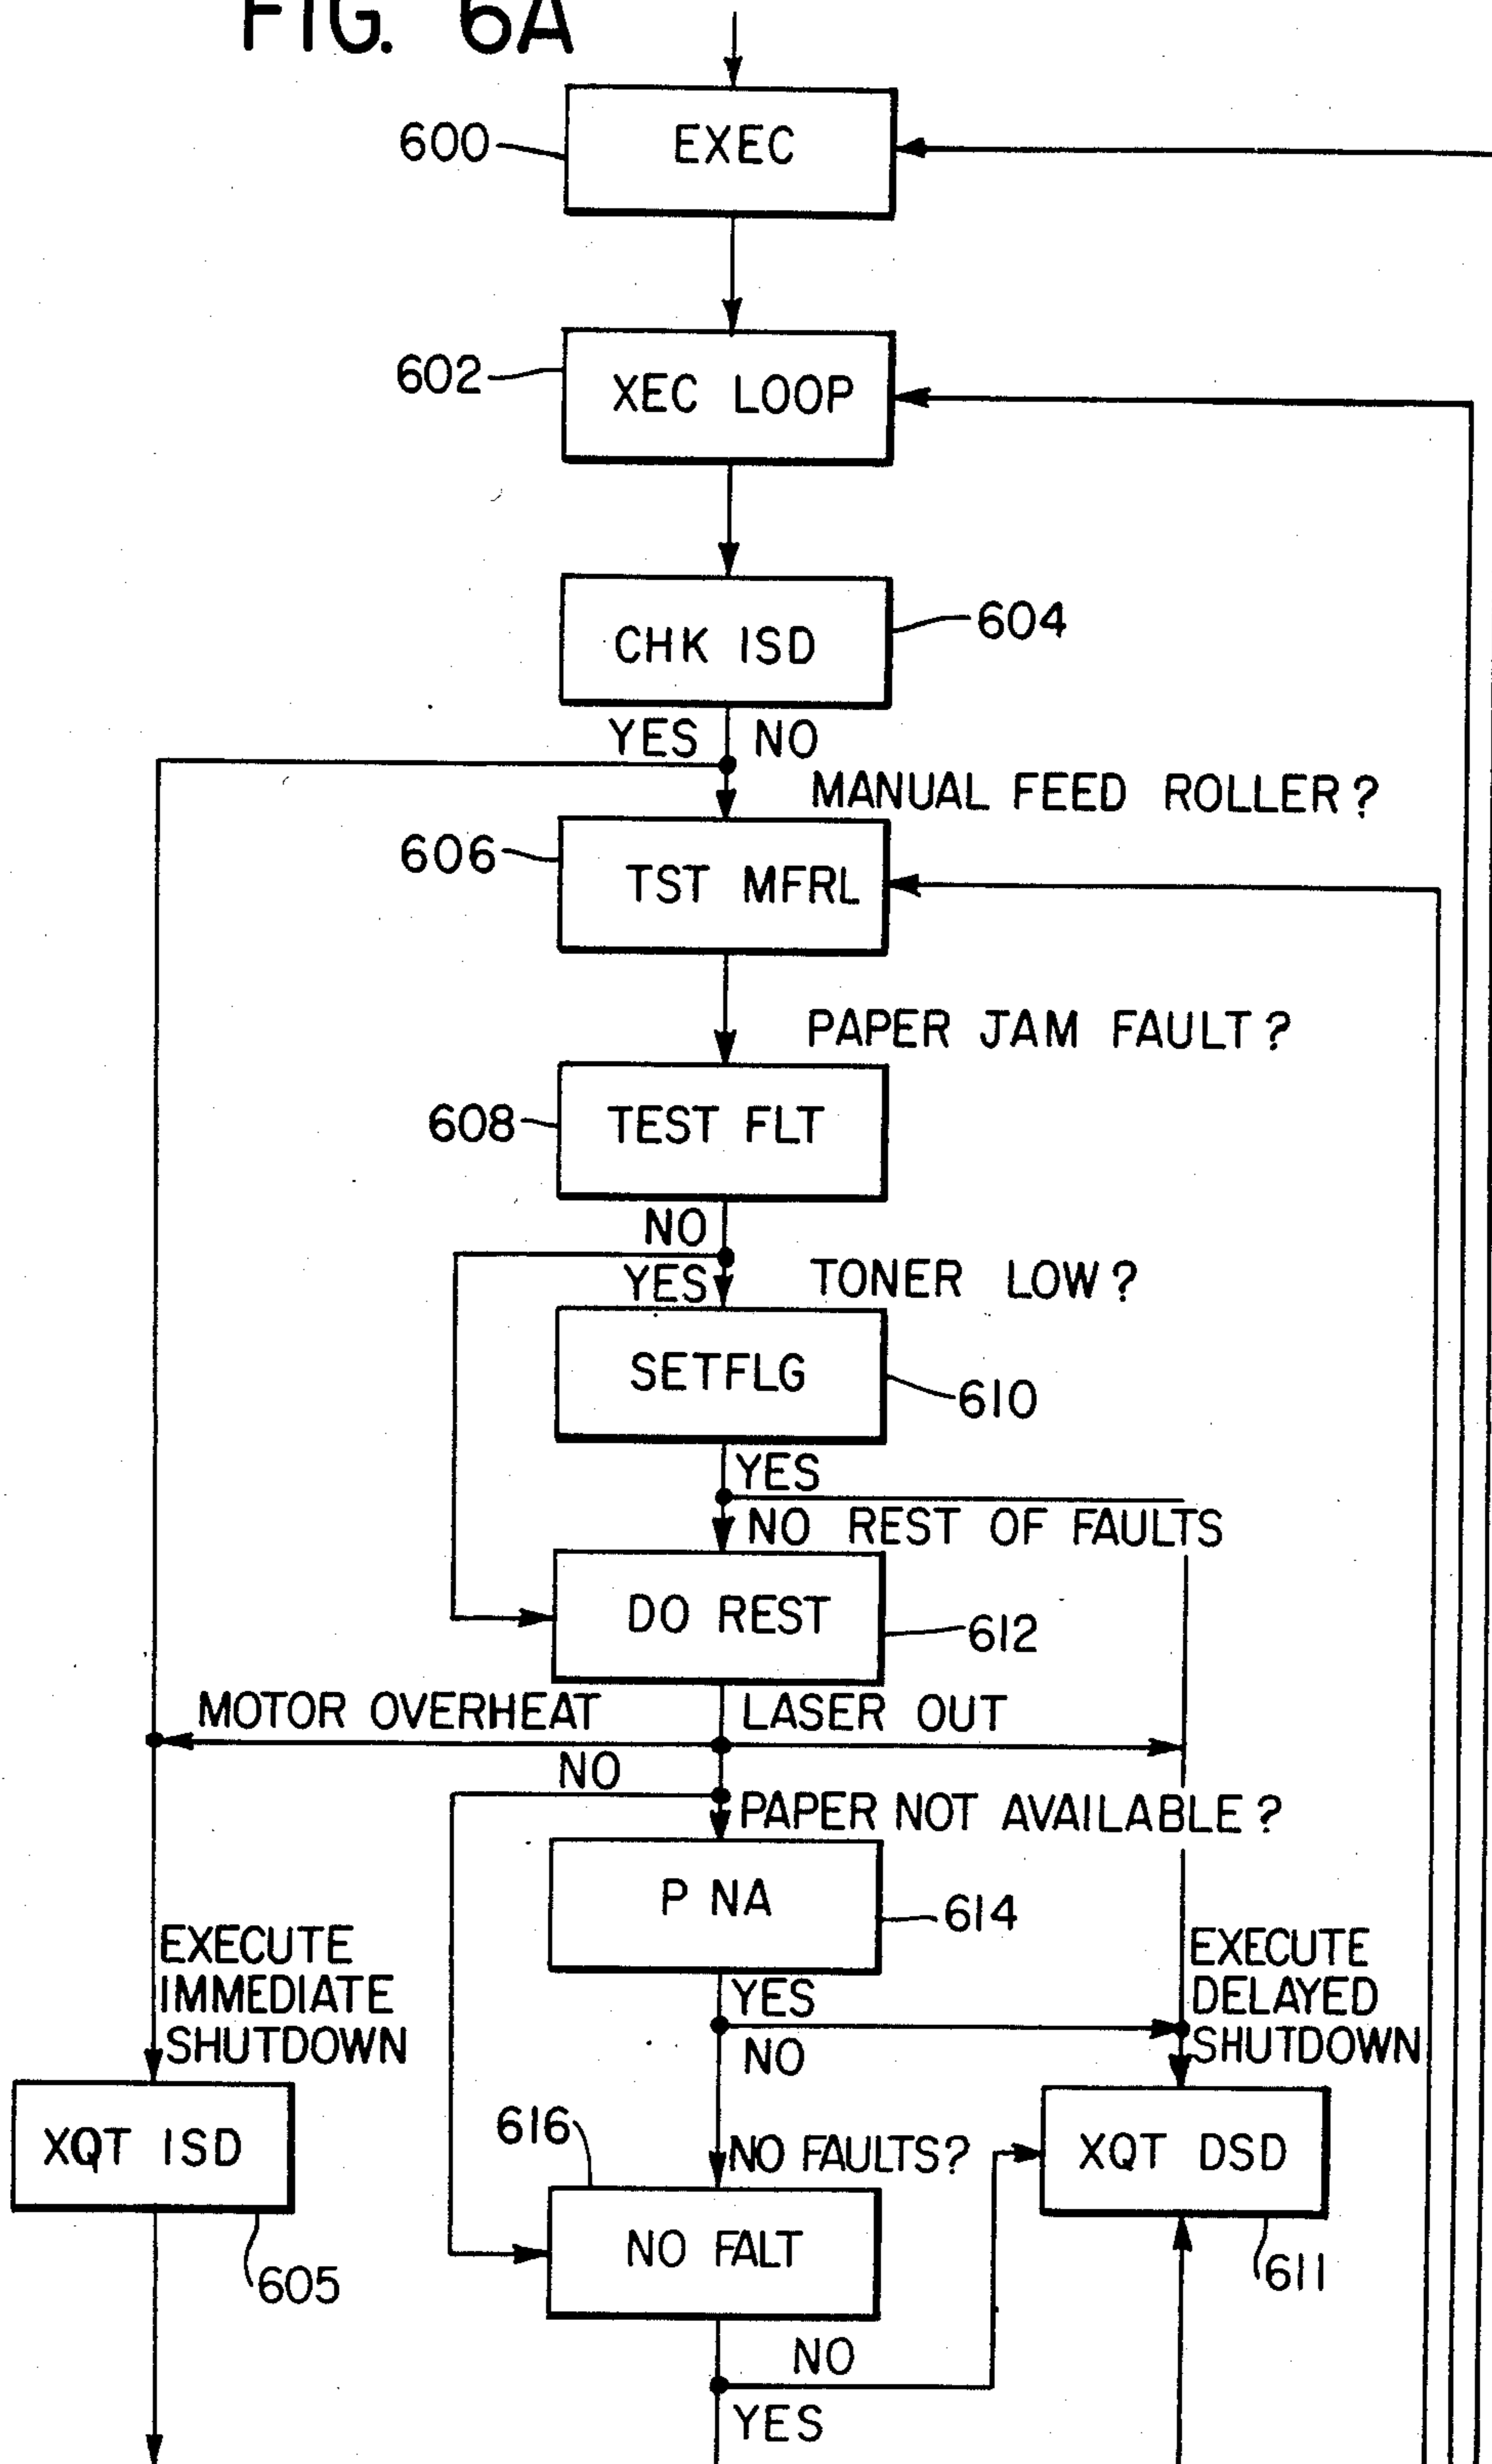 FIG. 6A
EXEC
600
XEC LOOP
602
CHK ISD
604
YES NO
MANUAL FEED ROLLER?
606
TST MFRL
PAPER JAM FAULT?
608
TEST FLT
NO
YES
TONER LOW?
SETFLG
610
YES
NO REST OF FAULTS
DO REST
612
MOTOR OVERHEAT
LASER OUT
NO
PAPER NOT AVAILABLE?
P NA
614
EXECUTE
IMMEDIATE
SHUTDOWN
YES
NO
EXECUTE
DELAYED
SHUTDOWN
XQT ISD
605
616
NO FAULTS?
NO FALT
XQT DSD
611
NO
YES